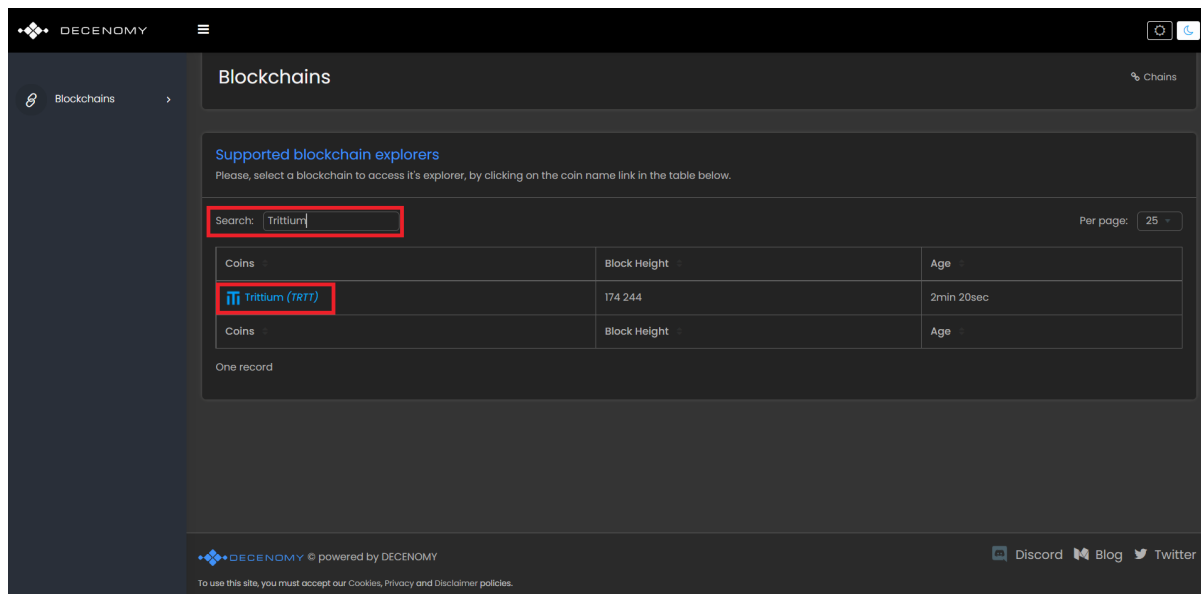 DECENOMY
Blockchains
Blockchains
Chains
Supported blockchain explorers
Please, select a blockchain to access it's explorer, by clicking on the coin name link in the table below.
Search: Trittium Per page: 25
Coins Block Height Age
Trittium (TRTT) 174 244 2min 20sec
Coins Block Height Age
One record
DECENOMY © powered by DECENOMY
Discord Blog Twitter
To use this site, you must accept our Cookies, Privacy and Disclaimer policies.